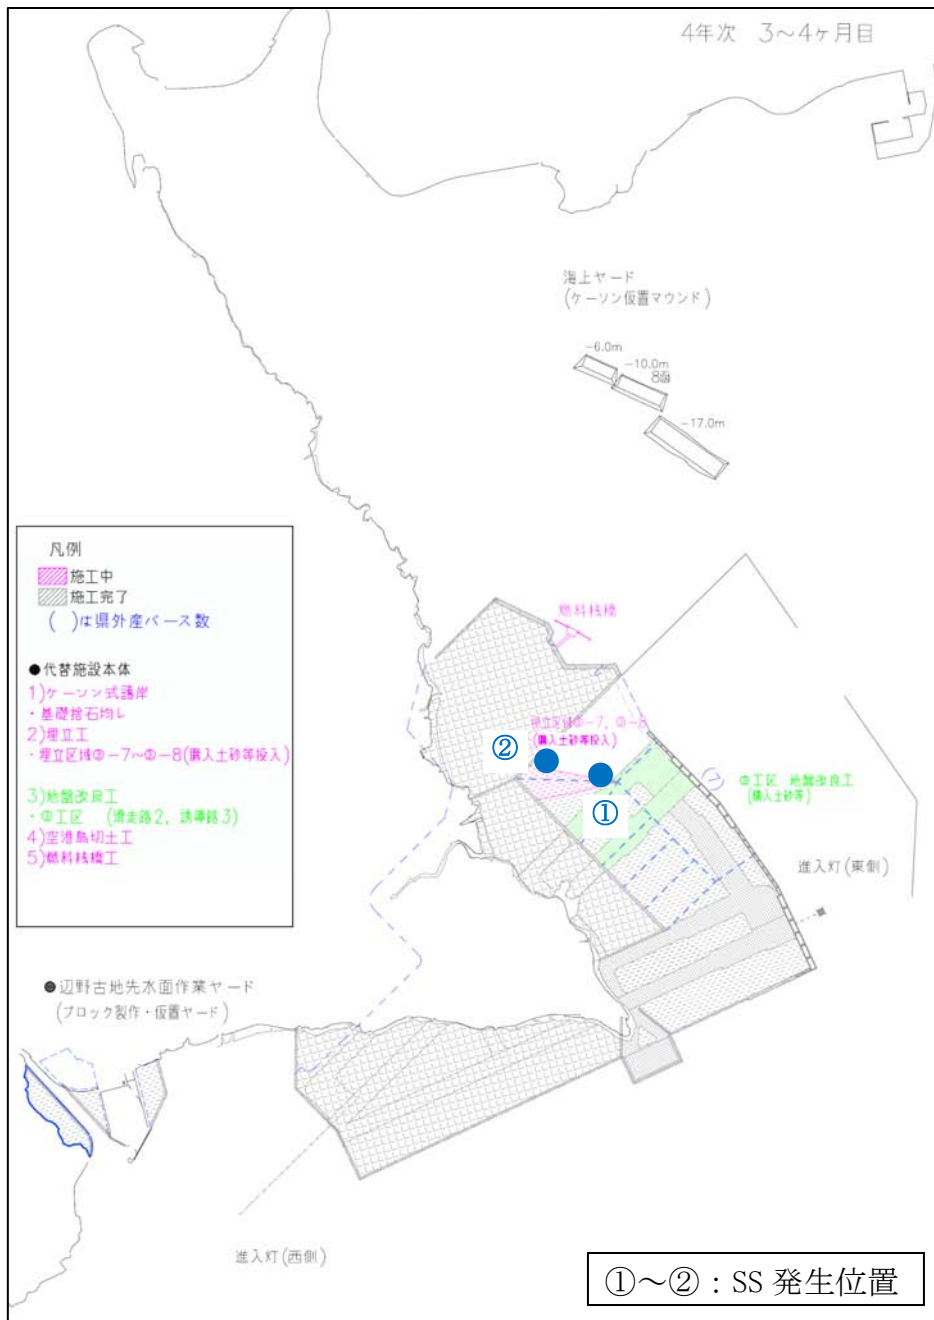 4年次 3～4ヶ月目
海上ヤード
(ケーソン仮置マウンド)
-6.0m
-10.0m
8函
-17.0m
凡例
施工中
施工完了
( )は県外産バース数
●代替施設本体
1)ケーソン式護岸
・基礎捨石均し
2)埋立工
・埋立区域②-7～②-8(購入土砂等投入)
3)地盤改良工
・②工区 (滑走路2, 誘導路3)
4)空港島切土工
5)燃料桟橋工
燃料桟橋
(購入土砂等投入)
②
①
②工区 地盤改良工
(購入土砂等)
進入灯(東側)
●辺野古地先水面作業ヤード
(ブロック製作・仮置ヤード)
進入灯(西側)
①～②：SS 発生位置